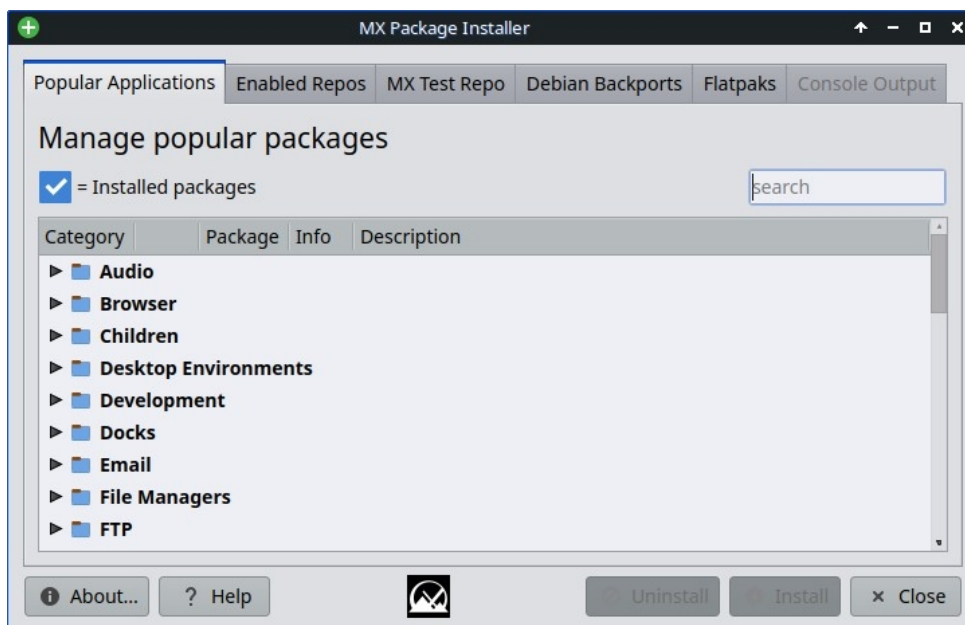 MX Package Installer
Popular Applications Enabled Repos MX Test Repo Debian Backports Flatpaks Console Output
Manage popular packages
= Installed packages search
Category Package Info Description
Audio
Browser
Children
Desktop Environments
Development
Docks
Email
File Managers
FTP
About... ? Help Uninstall Install Close